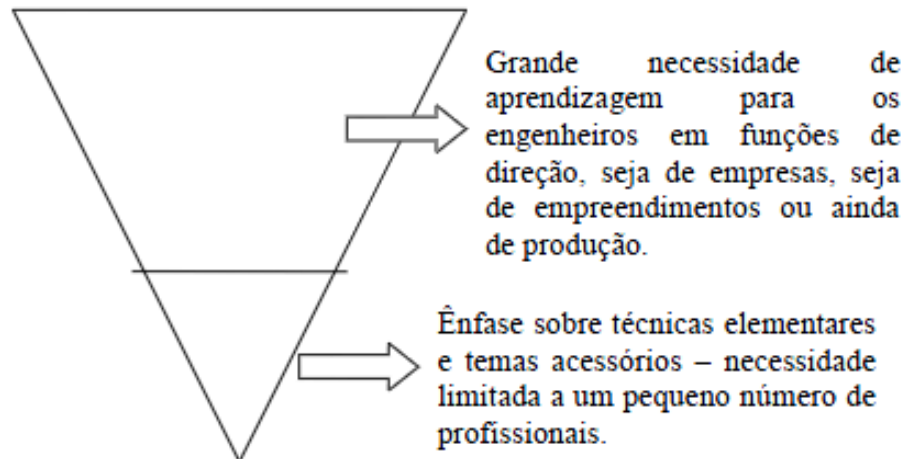 Grande necessidade de
aprendizagem para os
engenheiros em funções de
direção, seja de empresas, seja
de empreendimentos ou ainda
de produção.
Ênfase sobre técnicas elementares
e temas acessórios – necessidade
limitada a um pequeno número de
profissionais.